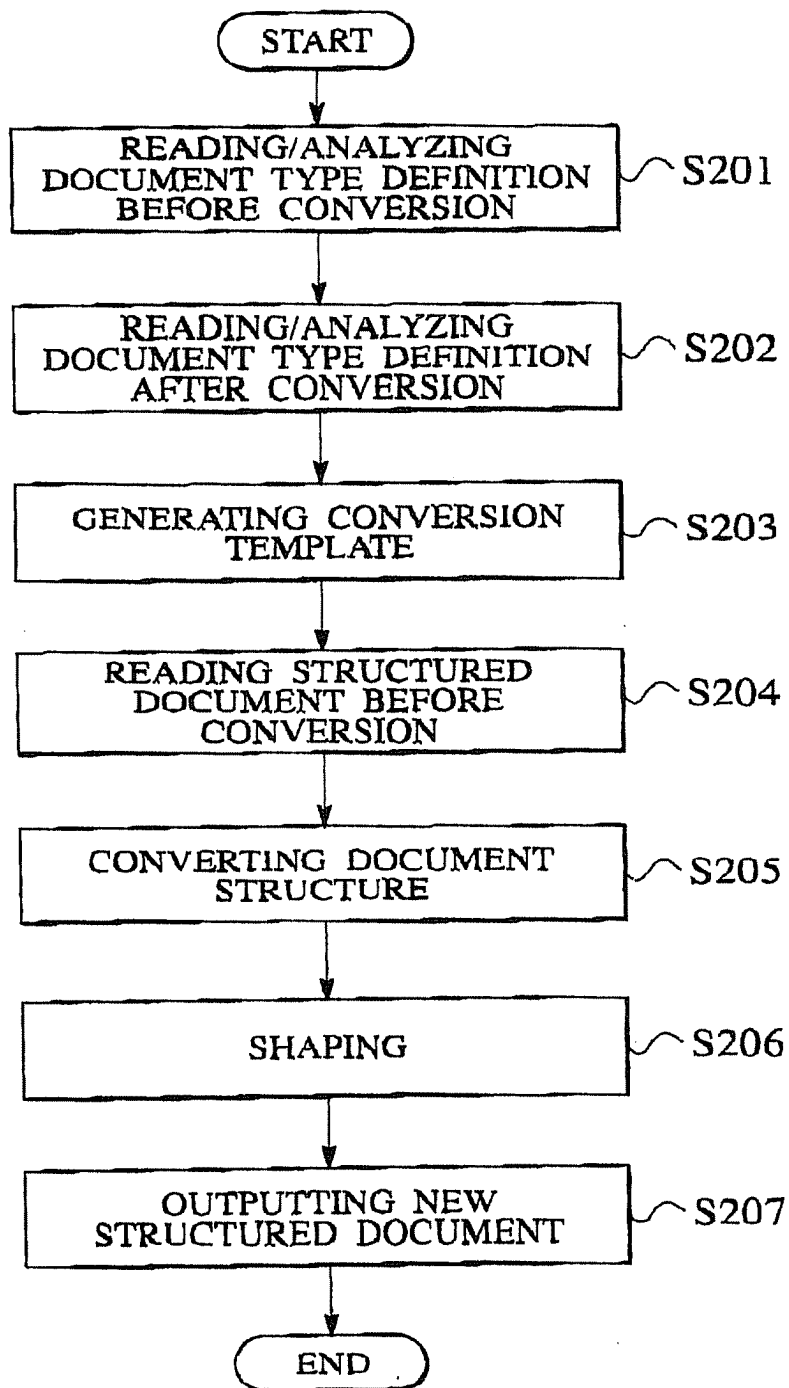 START
READING/ANALYZING
DOCUMENT TYPE DEFINITION
BEFORE CONVERSION
S201
READING/ANALYZING
DOCUMENT TYPE DEFINITION
AFTER CONVERSION
S202
GENERATING CONVERSION
TEMPLATE
S203
READING STRUCTURED
DOCUMENT BEFORE
CONVERSION
S204
CONVERTING DOCUMENT
STRUCTURE
S205
SHAPING
S206
OUTPUTTING NEW
STRUCTURED DOCUMENT
S207
END